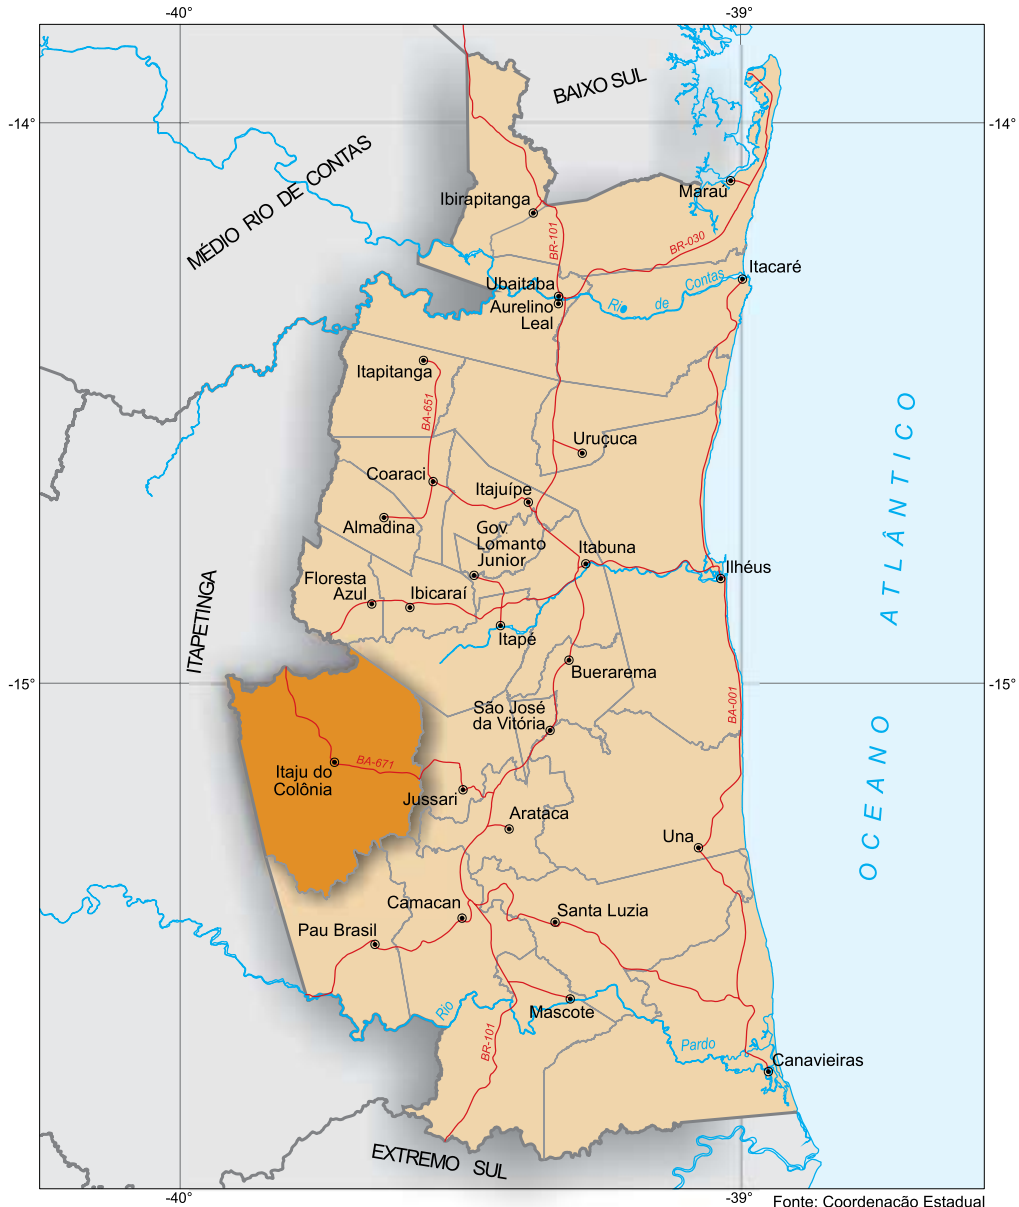 -40°
-39°
BAIXO SUL
-14°
-14°
MÉDIO RIO DE CONTAS
Maraú
Ibirapitanga
BR-101
BR-030
Itacaré
Ubaitaba
Rio de Contas
Aurelino
Leal
Itapitanga
BA-651
Uruçuca
Coaraci
Itajuípe
Almadina
Gov.
Lomanto
Junior
Itabuna
Ilhéus
Floresta
Azul
Ibicaraí
Itapé
ITAPETINGA
Buerarema
-15°
-15°
São José
da Vitória
BA-001
OCEANO ATLÂNTICO
Itaju do
Colônia
BA-671
Jussari
Arataca
Una
Camacan
Santa Luzia
Pau Brasil
Rio Pardo
Mascote
BR-101
Canavieiras
EXTREMO SUL
-40°
-39°
Fonte: Coordenação Estadual